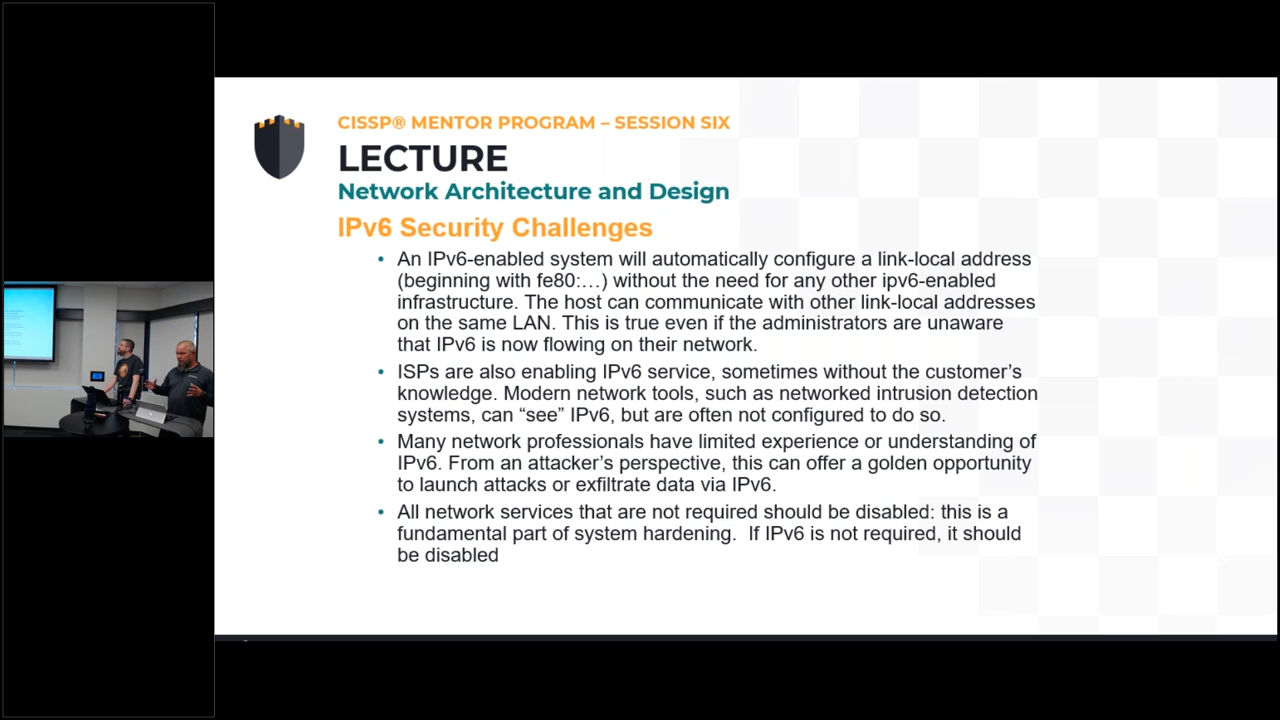 CISSP® MENTOR PROGRAM – SESSION SIX
LECTURE
Network Architecture and Design
IPv6 Security Challenges
• An IPv6-enabled system will automatically configure a link-local address
(beginning with fe80:…) without the need for any other ipv6-enabled
infrastructure. The host can communicate with other link-local addresses
on the same LAN. This is true even if the administrators are unaware
that IPv6 is now flowing on their network.
• ISPs are also enabling IPv6 service, sometimes without the customer’s
knowledge. Modern network tools, such as networked intrusion detection
systems, can “see” IPv6, but are often not configured to do so.
• Many network professionals have limited experience or understanding of
IPv6. From an attacker’s perspective, this can offer a golden opportunity
to launch attacks or exfiltrate data via IPv6.
• All network services that are not required should be disabled: this is a
fundamental part of system hardening.  If IPv6 is not required, it should
be disabled